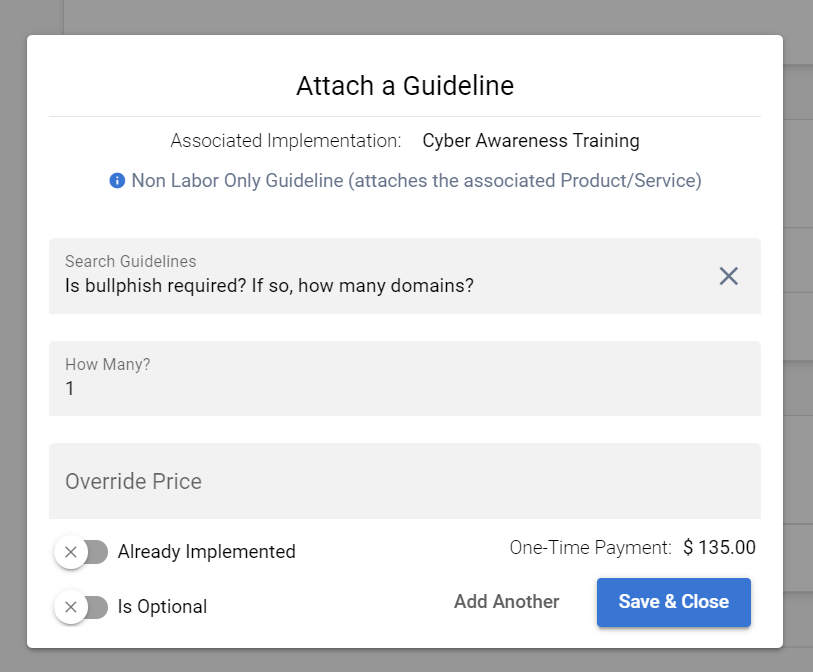 Attach a Guideline
Associated Implementation: Cyber Awareness Training
Non Labor Only Guideline (attaches the associated Product/Service)
Search Guidelines
Is bullphish required? If so, how many domains?
How Many?
1
Override Price
Already Implemented
One-Time Payment: $ 135.00
Is Optional
Add Another
Save & Close